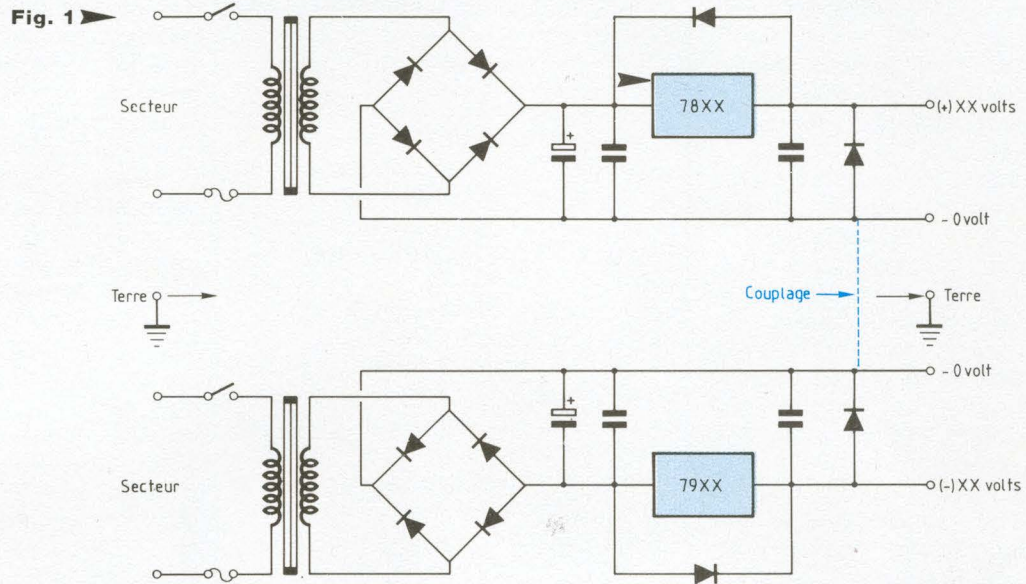 Fig. 1
Secteur
+
78XX
(+) XX volts
- 0 volt
Terre
Couplage
Terre
- 0 volt
Secteur
+
79XX
(-) XX volts